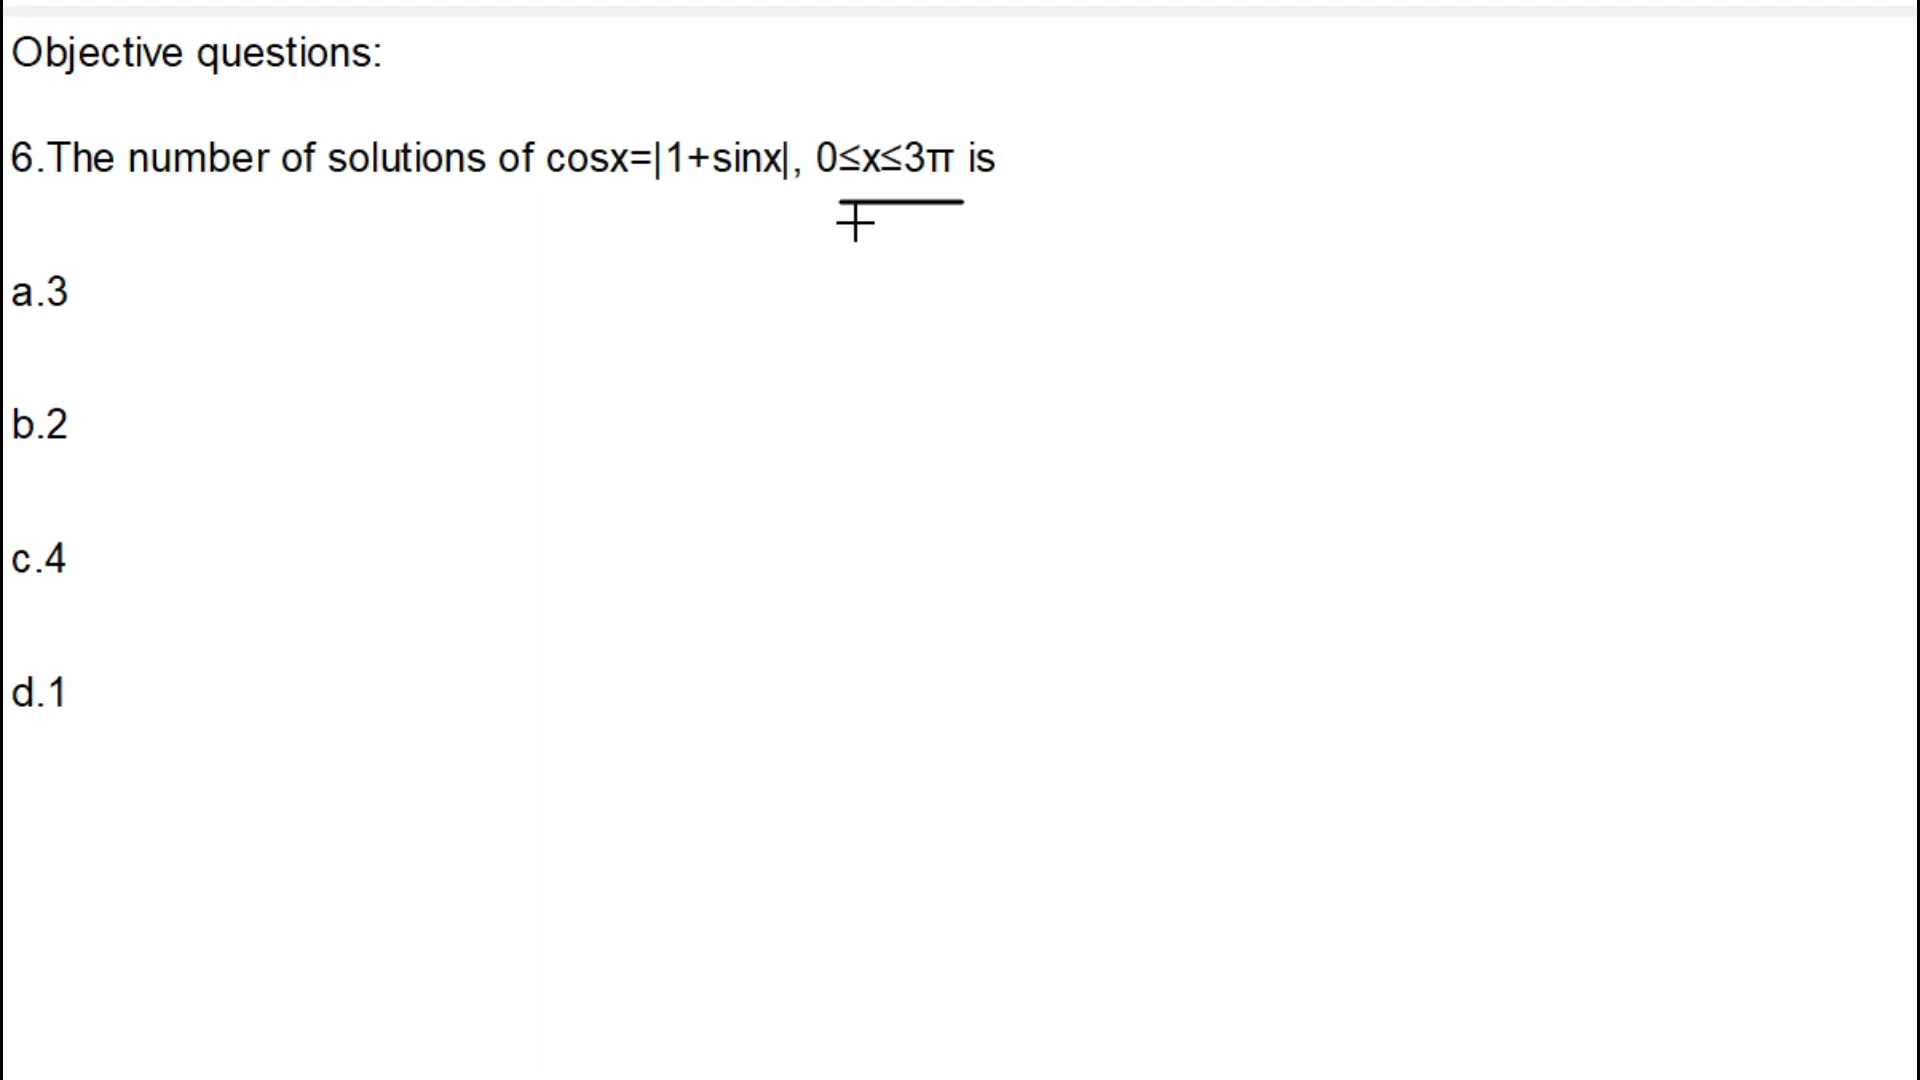 Objective questions:
6.The number of solutions of cosx=|1+sinx|, 0≤x≤3π is
a.3
b.2
c.4
d.1